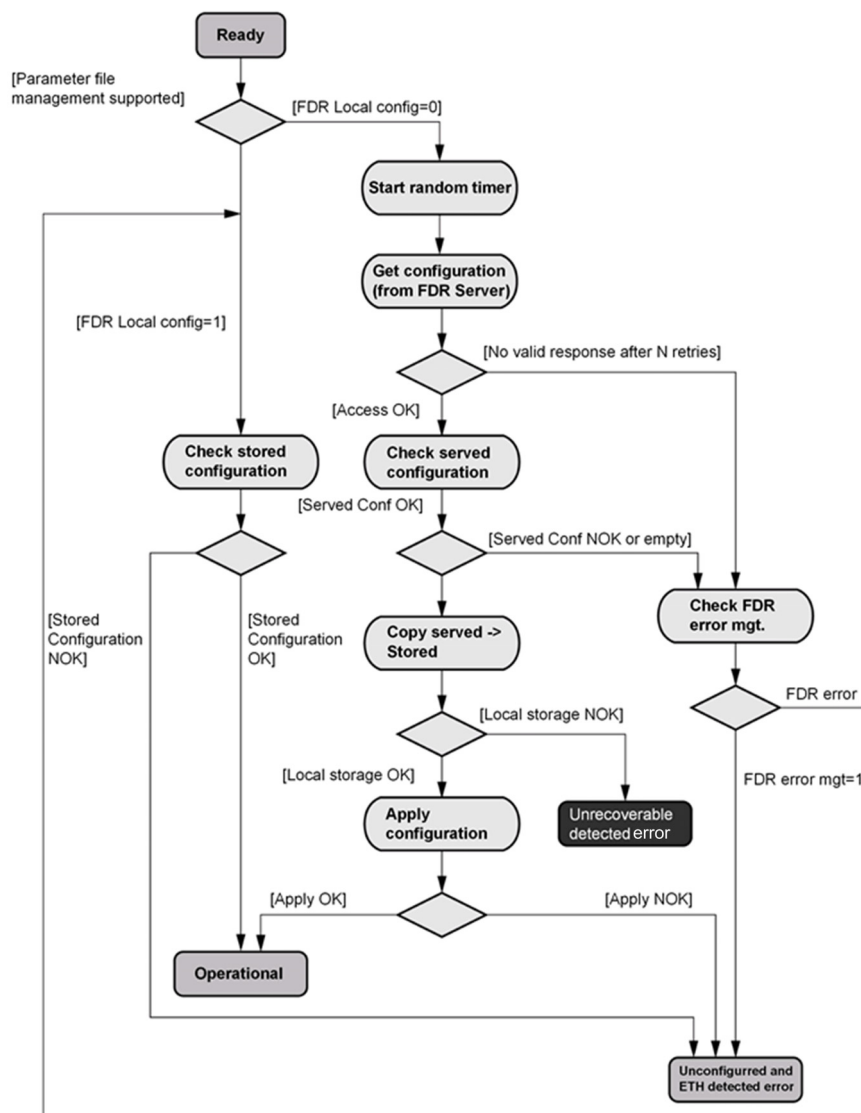 Ready
[Parameter file
management supported]
[FDR Local config=0]
Start random timer
Get configuration
(from FDR Server)
[FDR Local config=1]
[No valid response after N retries]
[Access OK]
Check stored
configuration
Check served
configuration
[Served Conf OK]
[Served Conf NOK or empty]
[Stored
Configuration
NOK]
[Stored
Configuration
OK]
Copy served ->
Stored
Check FDR
error mgt.
FDR error
[Local storage NOK]
[Local storage OK]
FDR error mgt=1
Apply
configuration
Unrecoverable
detected error
[Apply OK]
[Apply NOK]
Operational
Unconfigurred and
ETH detected error